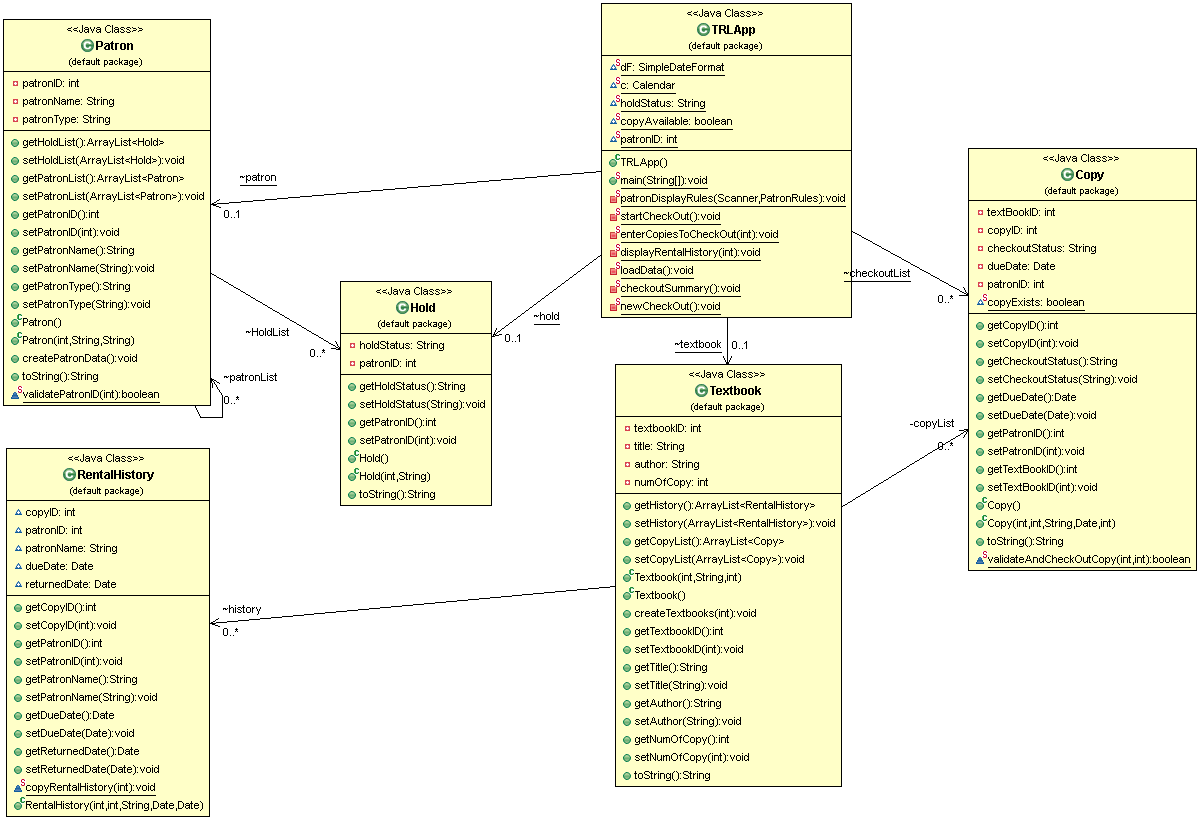 <<Java Class>>
Patron
(default package)
patronID: int
patronName: String
patronType: String
getHoldList():ArrayList<Hold>
setHoldList(ArrayList<Hold>):void
getPatronList():ArrayList<Patron>
setPatronList(ArrayList<Patron>):void
getPatronID():int
setPatronID(int):void
getPatronName():String
setPatronName(String):void
getPatronType():String
setPatronType(String):void
Patron()
Patron(int,String,String)
createPatronData():void
toString():String
validatePatronID(int):boolean
~patronList
0..*
~patron
0..1
~HoldList
0..*
<<Java Class>>
TRLApp
(default package)
dF: SimpleDateFormat
c: Calendar
holdStatus: String
copyAvailable: boolean
patronID: int
TRLApp()
main(String[]):void
patronDisplayRules(Scanner,PatronRules):void
startCheckOut():void
enterCopiesToCheckOut(int):void
displayRentalHistory(int):void
loadData():void
checkoutSummary():void
newCheckOut():void
~hold
0..1
~textbook
0..1
~checkoutList
0..*
<<Java Class>>
Hold
(default package)
holdStatus: String
patronID: int
getHoldStatus():String
setHoldStatus(String):void
getPatronID():int
setPatronID(int):void
Hold()
Hold(int,String)
toString():String
<<Java Class>>
Copy
(default package)
textBookID: int
copyID: int
checkoutStatus: String
dueDate: Date
patronID: int
copyExists: boolean
getCopyID():int
setCopyID(int):void
getCheckoutStatus():String
setCheckoutStatus(String):void
getDueDate():Date
setDueDate(Date):void
getPatronID():int
setPatronID(int):void
getTextBookID():int
setTextBookID(int):void
Copy()
Copy(int,int,String,Date,int)
toString():String
validateAndCheckOutCopy(int,int):boolean
<<Java Class>>
Textbook
(default package)
textbookID: int
title: String
author: String
numOfCopy: int
getHistory():ArrayList<RentalHistory>
setHistory(ArrayList<RentalHistory>):void
getCopyList():ArrayList<Copy>
setCopyList(ArrayList<Copy>):void
Textbook(int,String,int)
Textbook()
createTextbooks(int):void
getTextbookID():int
setTextbookID(int):void
getTitle():String
setTitle(String):void
getAuthor():String
setAuthor(String):void
getNumOfCopy():int
setNumOfCopy(int):void
toString():String
-copyList
0..*
~history
0..*
<<Java Class>>
RentalHistory
(default package)
copyID: int
patronID: int
patronName: String
dueDate: Date
returnedDate: Date
getCopyID():int
setCopyID(int):void
getPatronID():int
setPatronID(int):void
getPatronName():String
setPatronName(String):void
getDueDate():Date
setDueDate(Date):void
getReturnedDate():Date
setReturnedDate(Date):void
copyRentalHistory(int):void
RentalHistory(int,int,String,Date,Date)